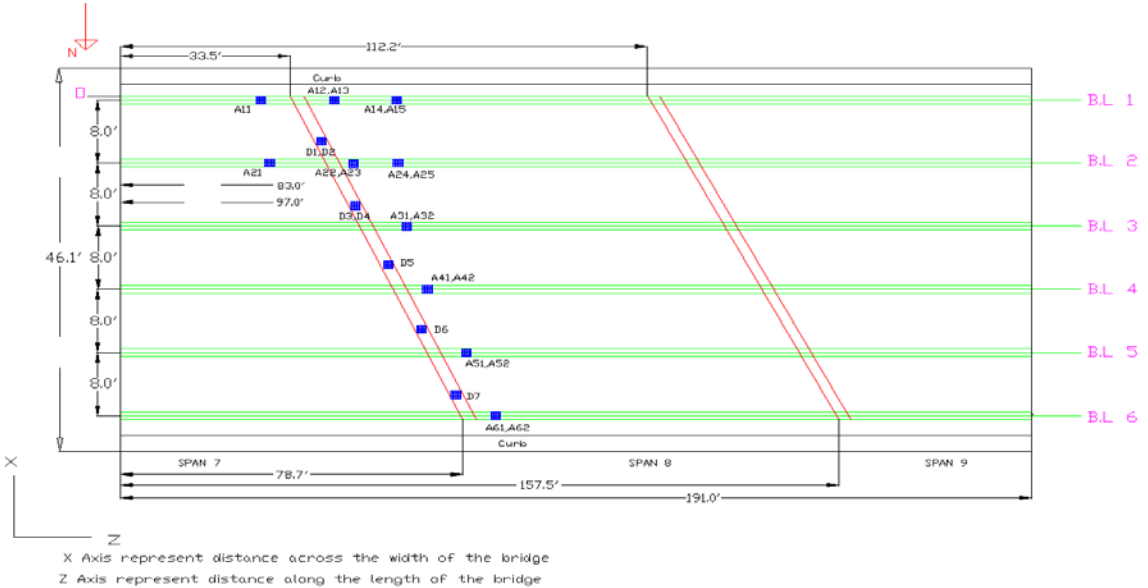 112.2'
N
33.5'
Curb
A12,A13
A11
A14,A15
B.L 1
8.0'
D1,D2
A21
A22,A23
A24,A25
B.L 2
83.0'
8.0'
97.0'
D3,D4
A31,A32
B.L 3
46.1'
8.0'
D5
A41,A42
B.L 4
8.0'
D6
A51,A52
B.L 5
8.0'
D7
A61,A62
B.L 6
Curb
X
SPAN 7
SPAN 8
SPAN 9
78.7'
157.5'
191.0'
Z
X Axis represent distance across the width of the bridge
Z Axis represent distance along the length of the bridge